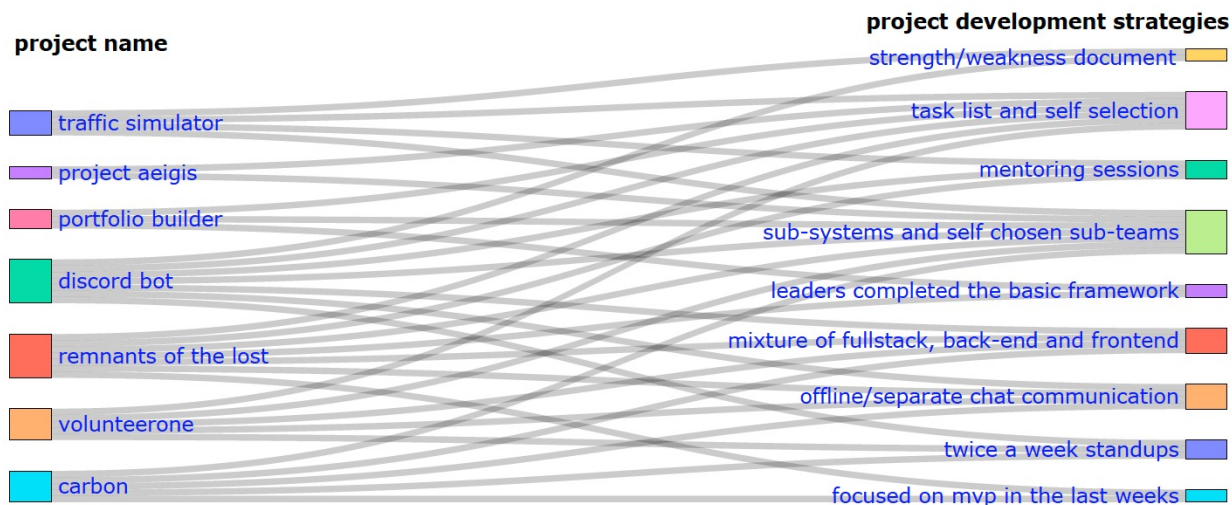 project name
traffic simulator
project aeigis
portfolio builder
discord bot
remnants of the lost
volunteerone
carbon
project development strategies
strength/weakness document
task list and self selection
mentoring sessions
sub-systems and self chosen sub-teams
leaders completed the basic framework
mixture of fullstack, back-end and frontend
offline/separate chat communication
twice a week standups
focused on mvp in the last weeks